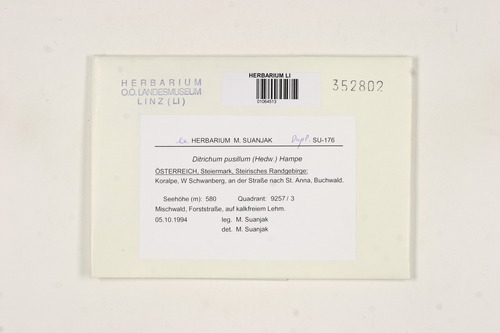 HERBARIUM
O.Ö. LANDESMUSEUM
LINZ (LI)
HERBARIUM LI
01064513
352802
ex HERBARIUM M. SUANJAK Dupl. SU-176
Ditrichum pusillum (Hedw.) Hampe
ÖSTERREICH, Steiermark, Steirisches Randgebirge:
Koralpe, W Schwanberg, an der Straße nach St. Anna, Buchwald.
Seehöhe (m): 580 Quadrant: 9257 / 3
Mischwald, Forststraße, auf kalkfreiem Lehm.
05.10.1994 leg. M. Suanjak
det. M. Suanjak